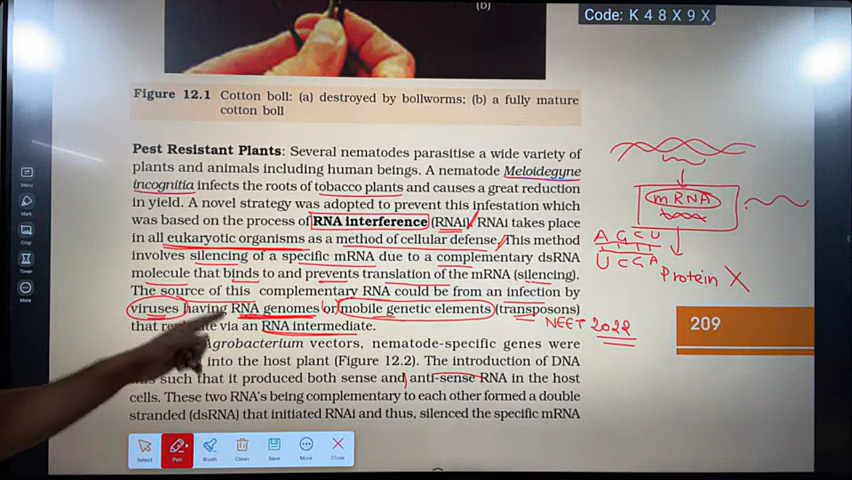 (b)
Code: K 4 8 X 9 X
Figure 12.1 Cotton boll: (a) destroyed by bollworms; (b) a fully mature
cotton boll
Pest Resistant Plants: Several nematodes parasitise a wide variety of
plants and animals including human beings. A nematode Meloidegyne
incognitia infects the roots of tobacco plants and causes a great reduction
in yield. A novel strategy was adopted to prevent this infestation which
was based on the process of RNA interference (RNAi). RNAi takes place
in all eukaryotic organisms as a method of cellular defense. This method
involves silencing of a specific mRNA due to a complementary dsRNA
molecule that binds to and prevents translation of the mRNA (silencing).
The source of this complementary RNA could be from an infection by
viruses having RNA genomes or mobile genetic elements (transposons)
that replicate via an RNA intermediate.
Agrobacterium vectors, nematode-specific genes were
into the host plant (Figure 12.2). The introduction of DNA
was such that it produced both sense and anti-sense RNA in the host
cells. These two RNA's being complementary to each other formed a double
stranded (dsRNA) that initiated RNAi and thus, silenced the specific mRNA
mRNA
A G C U
U C G A
Protein X
NEET 2022
209
Menu
Mark
Crop
Timer
More
Select
Pen
Brush
Clean
Save
More
Close